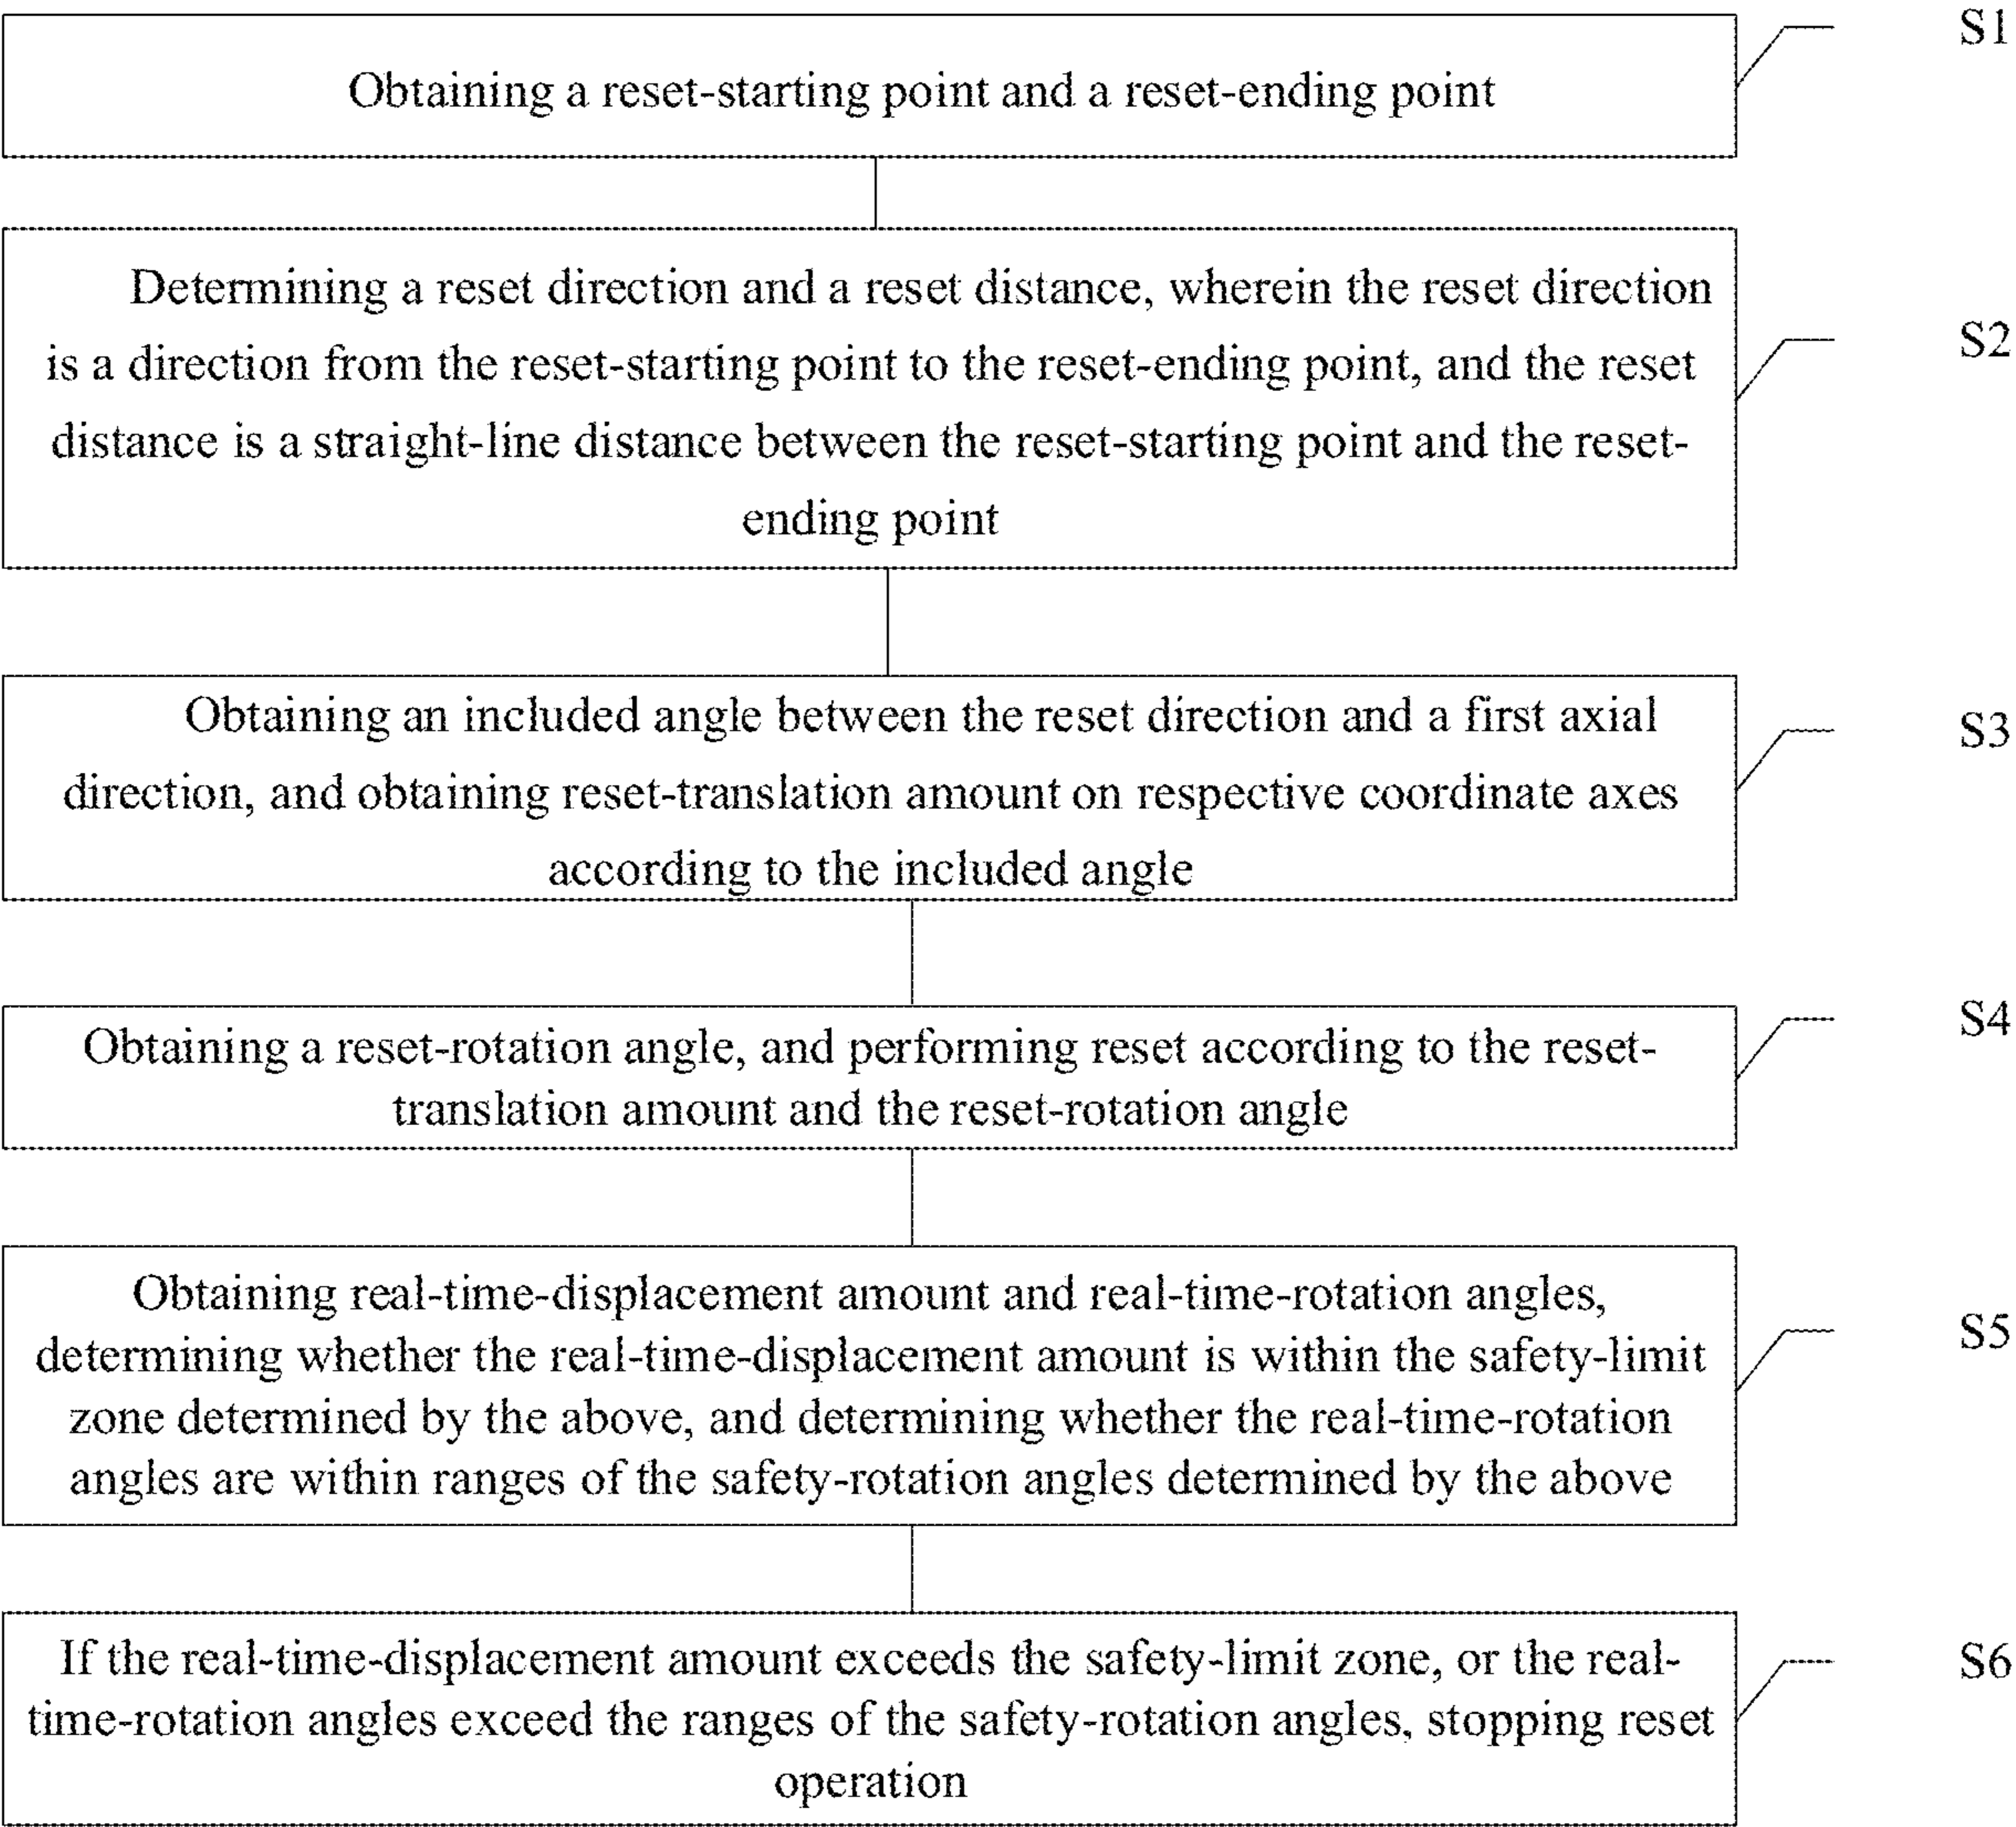 S1
Obtaining a reset-starting point and a reset-ending point
Determining a reset direction and a reset distance, wherein the reset direction
is a direction from the reset-starting point to the reset-ending point, and the reset
distance is a straight-line distance between the reset-starting point and the reset-
ending point
S2
Obtaining an included angle between the reset direction and a first axial
direction, and obtaining reset-translation amount on respective coordinate axes
according to the included angle
S3
Obtaining a reset-rotation angle, and performing reset according to the reset-
translation amount and the reset-rotation angle
S4
Obtaining real-time-displacement amount and real-time-rotation angles,
determining whether the real-time-displacement amount is within the safety-limit
zone determined by the above, and determining whether the real-time-rotation
angles are within ranges of the safety-rotation angles determined by the above
S5
If the real-time-displacement amount exceeds the safety-limit zone, or the real-
time-rotation angles exceed the ranges of the safety-rotation angles, stopping reset
operation
S6